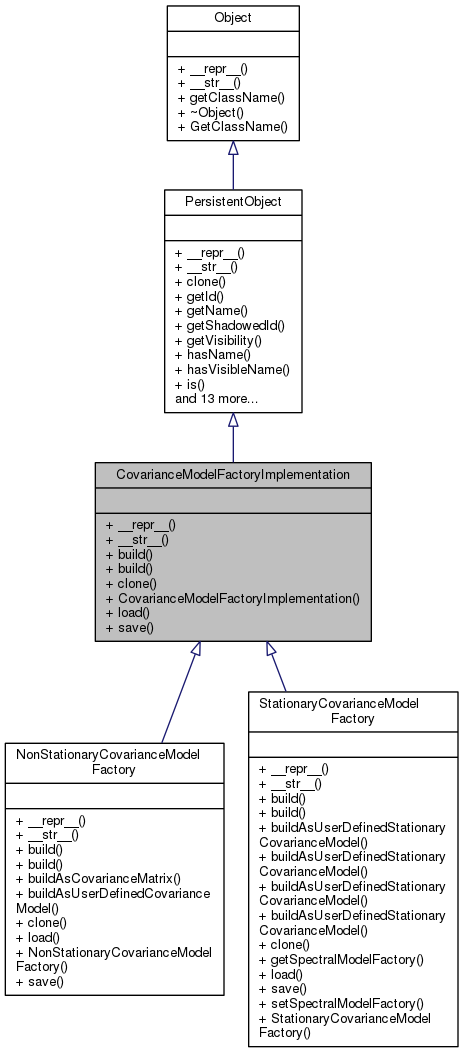 Object
+ __repr__()
+ __str__()
+ getClassName()
+ ~Object()
+ GetClassName()
PersistentObject
+ __repr__()
+ __str__()
+ clone()
+ getId()
+ getName()
+ getShadowedId()
+ getVisibility()
+ hasName()
+ hasVisibleName()
+ is()
and 13 more...
CovarianceModelFactoryImplementation
+ __repr__()
+ __str__()
+ build()
+ build()
+ clone()
+ CovarianceModelFactoryImplementation()
+ load()
+ save()
NonStationaryCovarianceModel
Factory
+ __repr__()
+ __str__()
+ build()
+ build()
+ buildAsCovarianceMatrix()
+ buildAsUserDefinedCovariance
Model()
+ clone()
+ load()
+ NonStationaryCovarianceModel
Factory()
+ save()
StationaryCovarianceModel
Factory
+ __repr__()
+ __str__()
+ build()
+ build()
+ buildAsUserDefinedStationary
CovarianceModel()
+ buildAsUserDefinedStationary
CovarianceModel()
+ buildAsUserDefinedStationary
CovarianceModel()
+ buildAsUserDefinedStationary
CovarianceModel()
+ clone()
+ getSpectralModelFactory()
+ load()
+ save()
+ setSpectralModelFactory()
+ StationaryCovarianceModel
Factory()